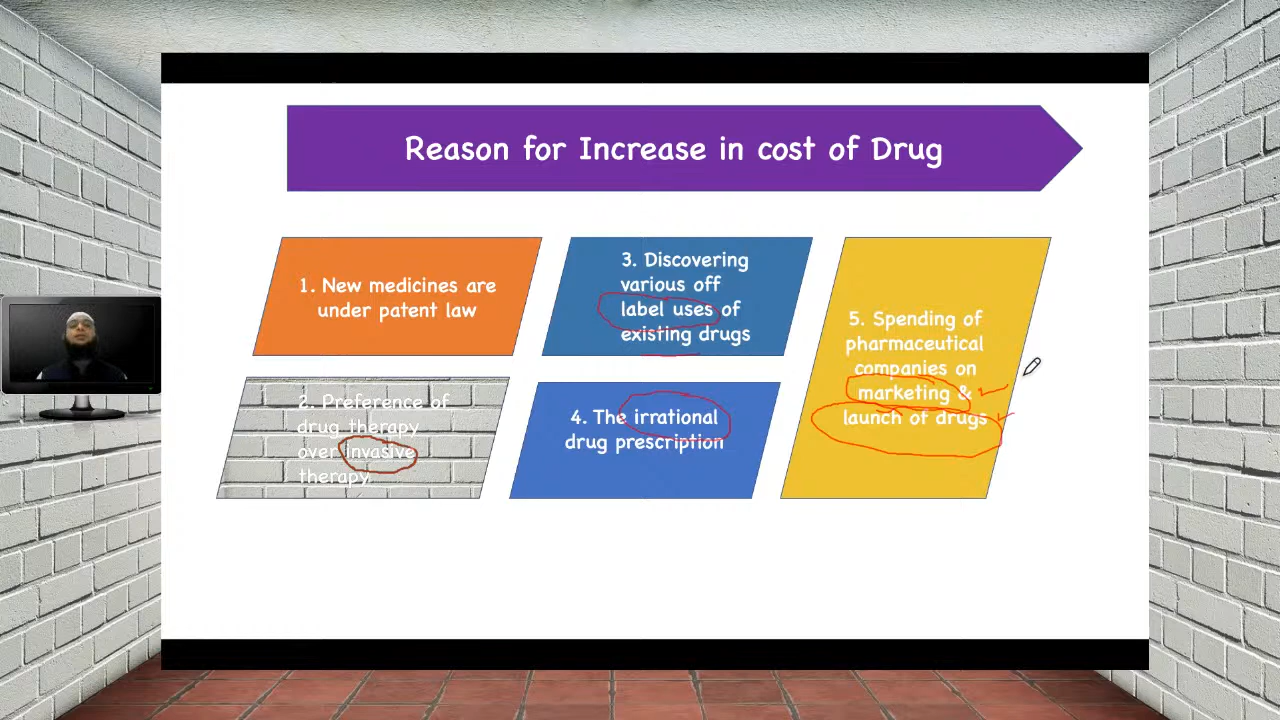 Reason for Increase in cost of Drug
1. New medicines are
under patent law
2. Preference of
drug therapy
over invasive
therapy
3. Discovering
various off
label uses of
existing drugs
4. The irrational
drug prescription
5. Spending of
pharmaceutical
companies on
marketing &
launch of drugs